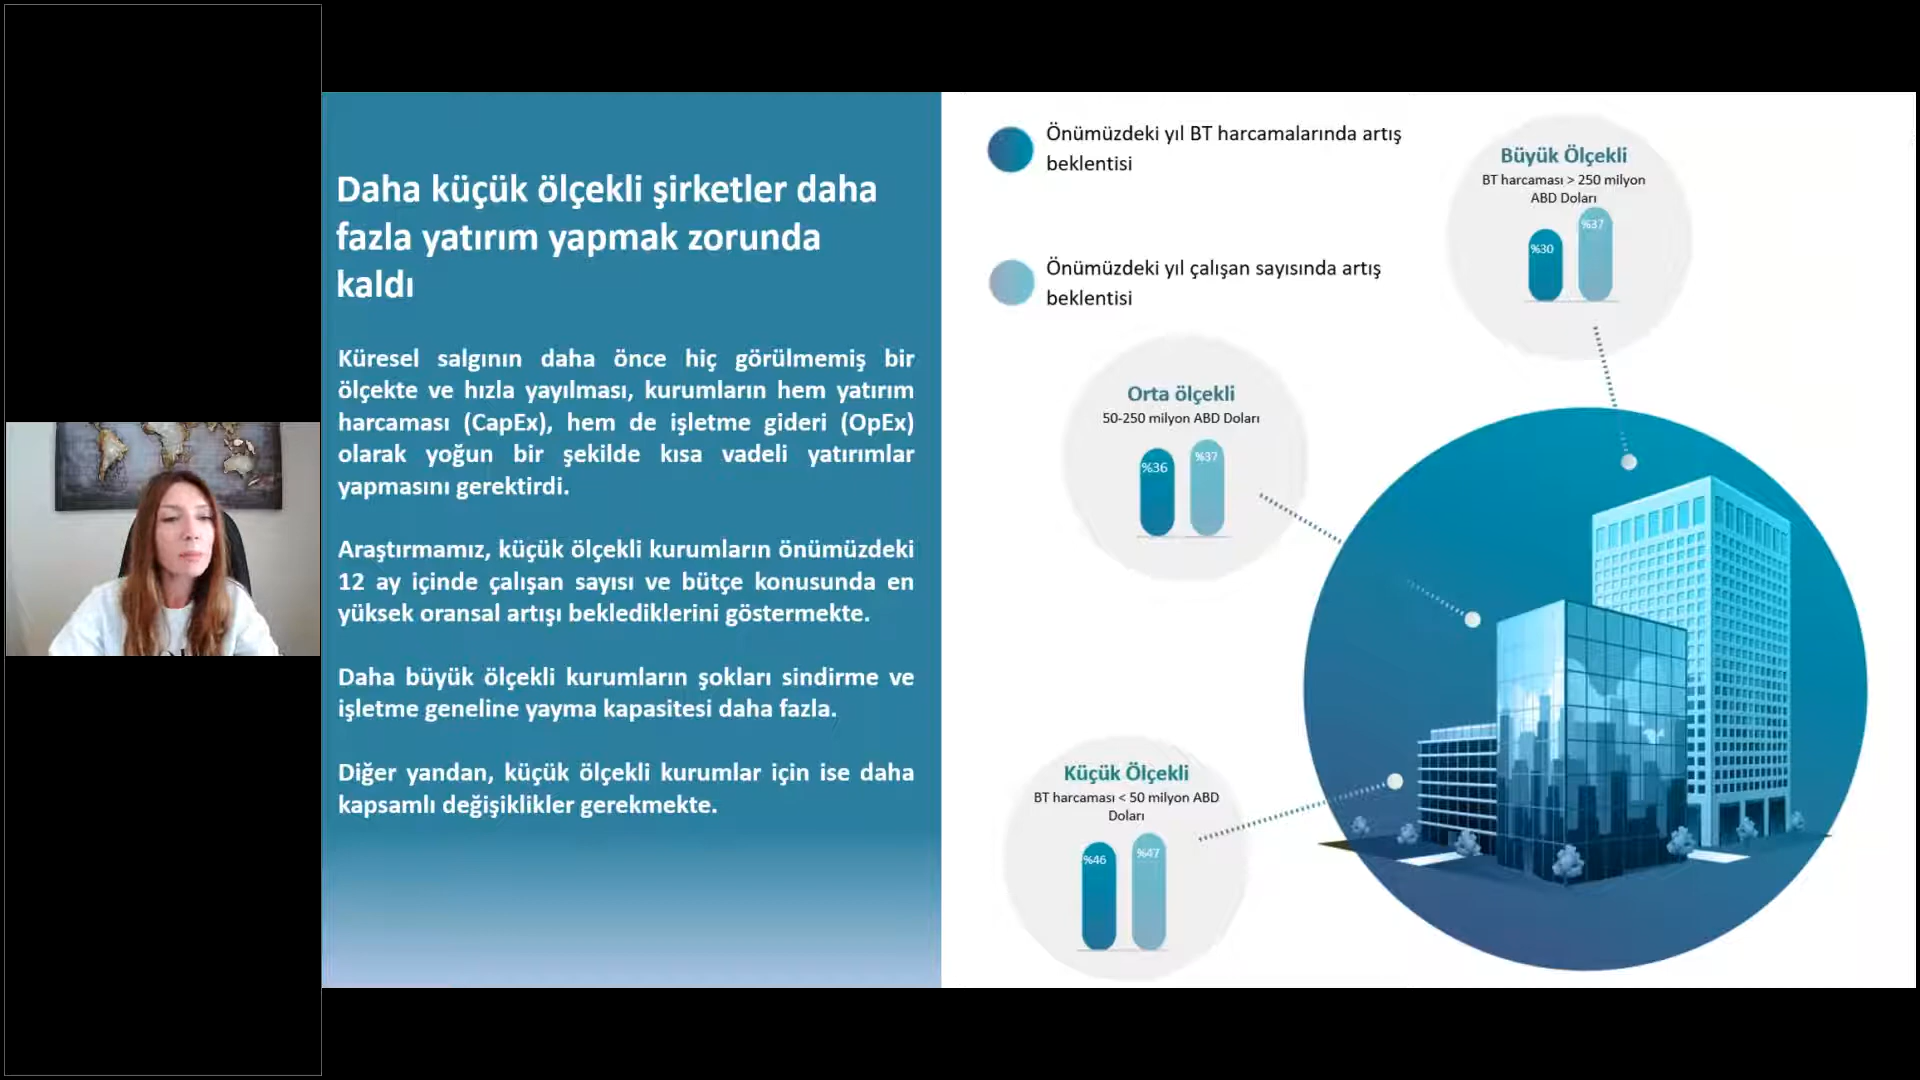 Daha küçük ölçekli şirketler daha
fazla yatırım yapmak zorunda
kaldı
Küresel salgının daha önce hiç görülmemiş bir
ölçekte ve hızla yayılması, kurumların hem yatırım
harcaması (CapEx), hem de işletme gideri (OpEx)
olarak yoğun bir şekilde kısa vadeli yatırımlar
yapmasını gerektirdi.
Araştırmamız, küçük ölçekli kurumların önümüzdeki
12 ay içinde çalışan sayısı ve bütçe konusunda en
yüksek oransal artışı beklediklerini göstermekte.
Daha büyük ölçekli kurumların şokları sindirme ve
işletme geneline yayma kapasitesi daha fazla.
Diğer yandan, küçük ölçekli kurumlar için ise daha
kapsamlı değişiklikler gerekmekte.
Önümüzdeki yıl BT harcamalarında artış
beklentisi
Önümüzdeki yıl çalışan sayısında artış
beklentisi
Büyük Ölçekli
BT harcaması > 250 milyon
ABD Doları
%30
%37
Orta ölçekli
50-250 milyon ABD Doları
%36
%37
Küçük Ölçekli
BT harcaması < 50 milyon ABD
Doları
%46
%47